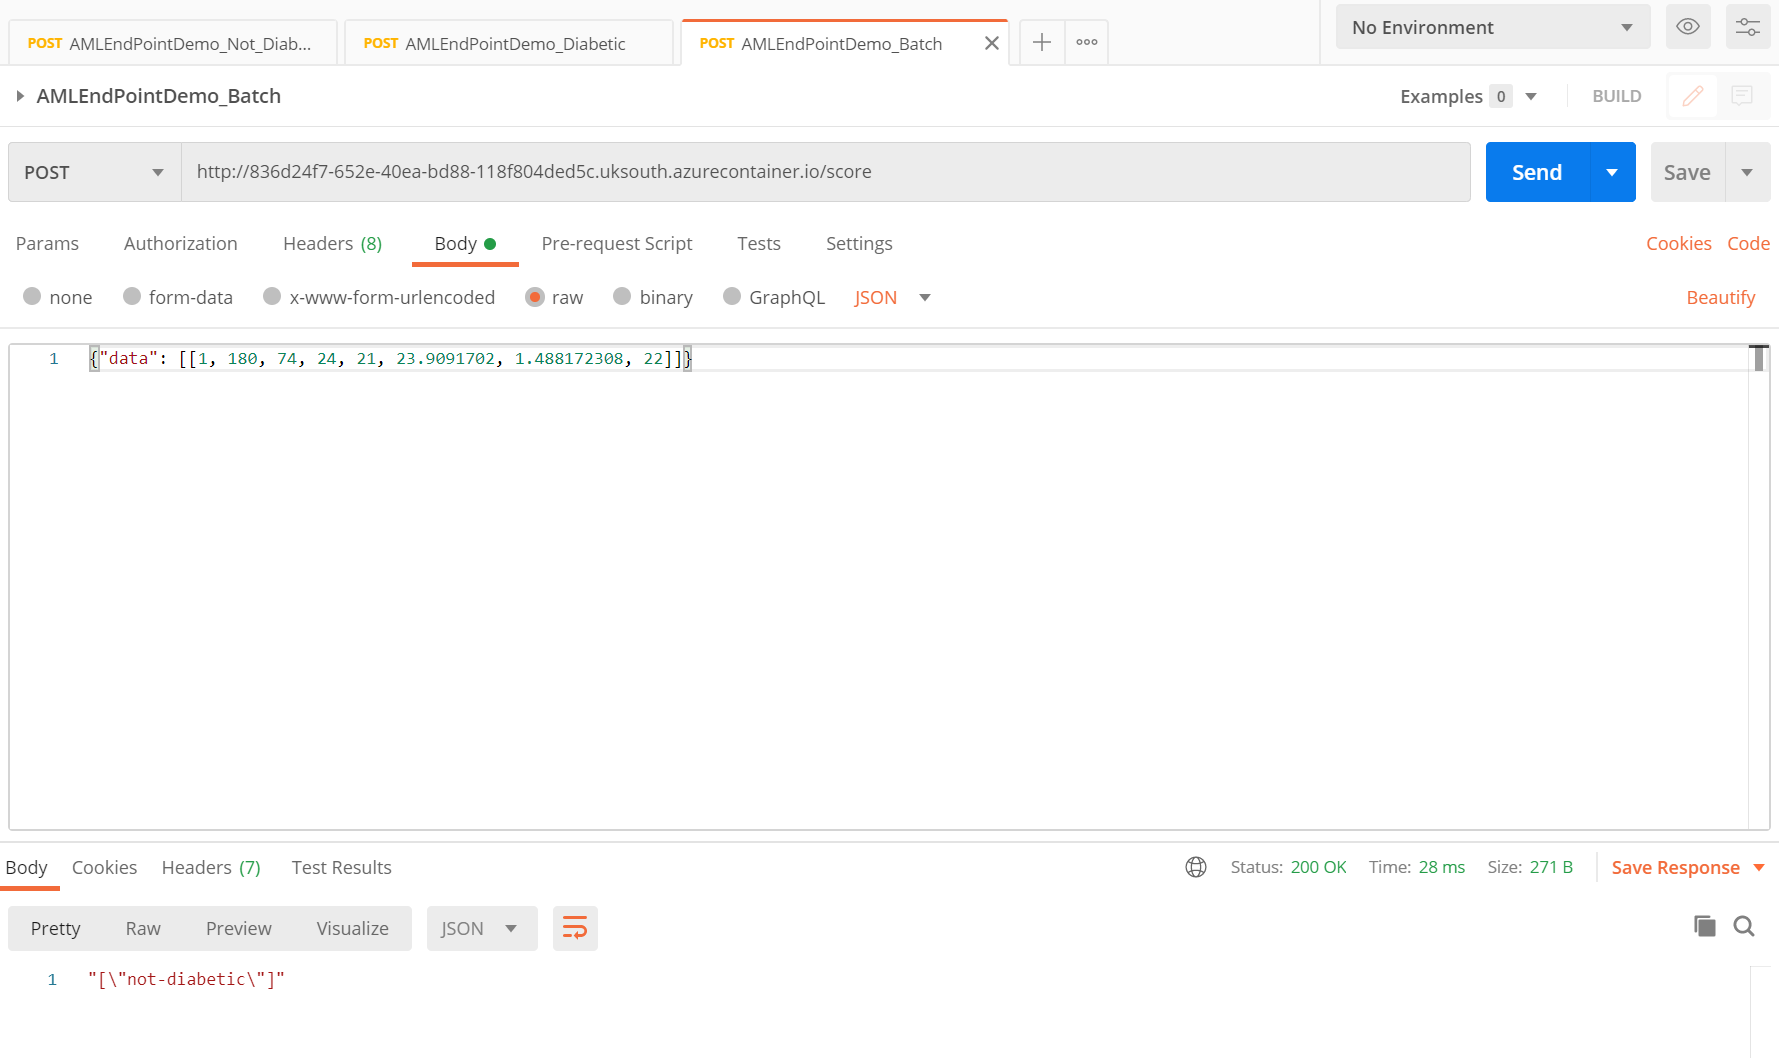 POST AMLEndPointDemo_Not_Diab... POST AMLEndPointDemo_Diabetic POST AMLEndPointDemo_Batch No Environment
AMLEndPointDemo_Batch Examples 0 BUILD
POST http://836d24f7-652e-40ea-bd88-118f804ded5c.uksouth.azurecontainer.io/score Send Save
Params Authorization Headers (8) Body Pre-request Script Tests Settings Cookies Code
none form-data x-www-form-urlencoded raw binary GraphQL JSON Beautify
1 {"data": [[1, 180, 74, 24, 21, 23.9091702, 1.488172308, 22]]}
Body Cookies Headers (7) Test Results Status: 200 OK Time: 28 ms Size: 271 B Save Response
Pretty Raw Preview Visualize JSON
1 "[\"not-diabetic\"]"